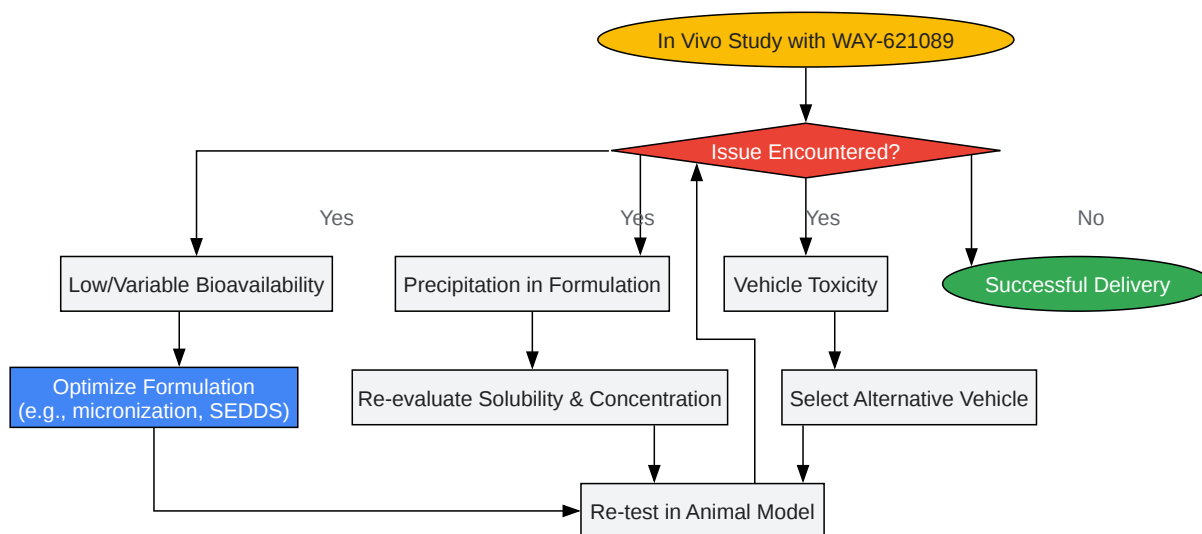 In Vivo Study with WAY-621089
Issue Encountered?
Yes
Yes
Yes
No
Low/Variable Bioavailability
Precipitation in Formulation
Vehicle Toxicity
Successful Delivery
Optimize Formulation
(e.g., micronization, SEDDS)
Re-evaluate Solubility & Concentration
Select Alternative Vehicle
Re-test in Animal Model